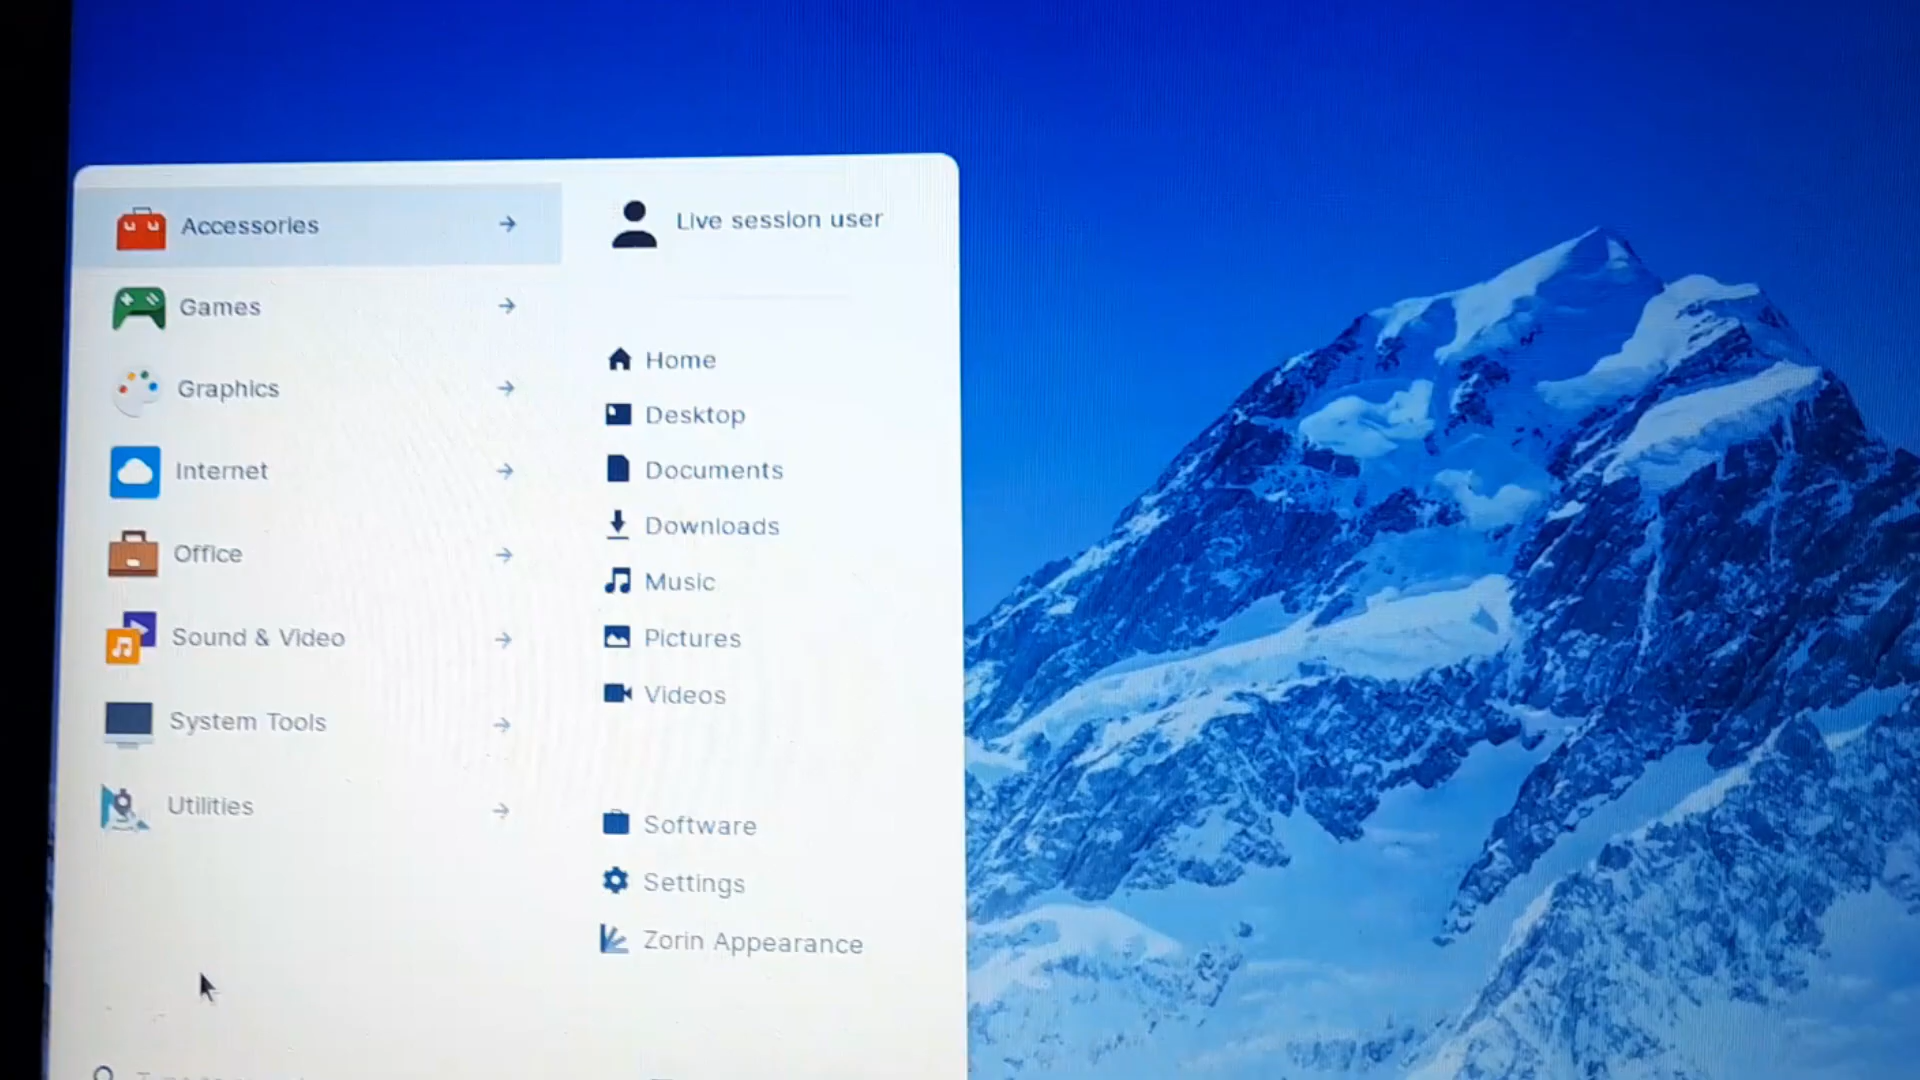 Accessories
Games
Graphics
Internet
Office
Sound & Video
System Tools
Utilities
Live session user
Home
Desktop
Documents
Downloads
Music
Pictures
Videos
Software
Settings
Zorin Appearance